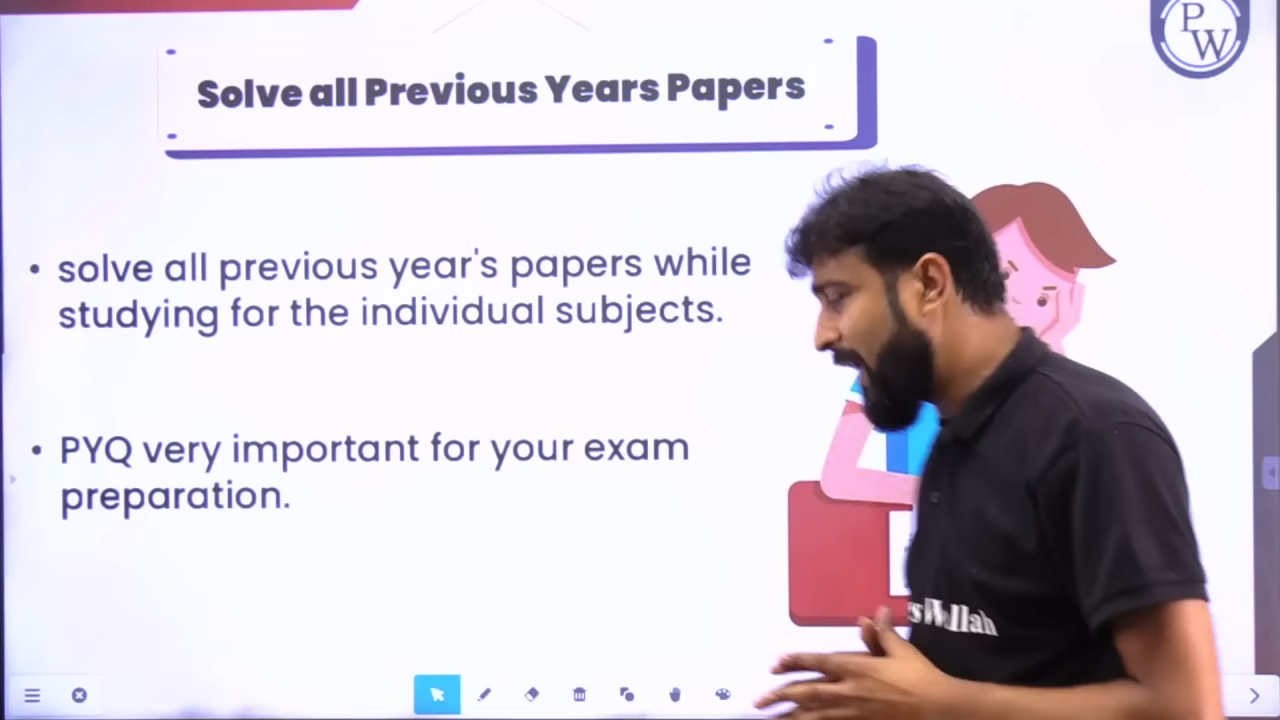 PW
Solve all Previous Years Papers
• solve all previous year's papers while
studying for the individual subjects.
• PYQ very important for your exam
preparation.